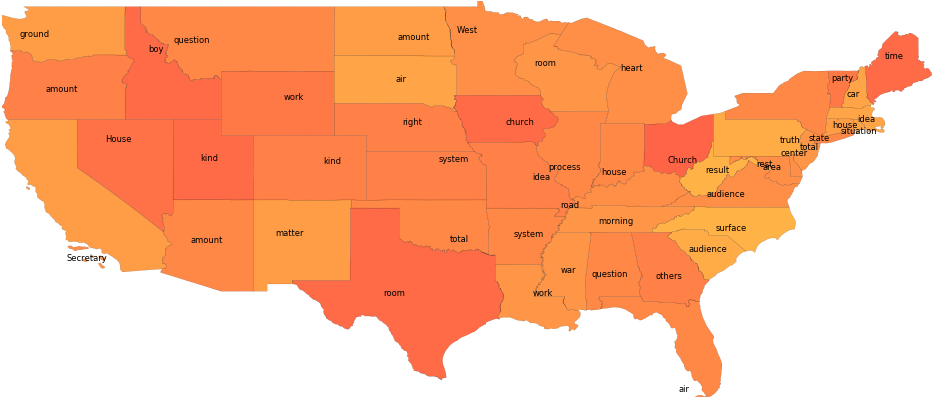 West
ground
boy
question
amount
room
heart
time
amount
air
party
car
work
right
church
idea
house
situation
House
truth
state
total
center
kind
kind
system
process
Church
result
rest
area
idea
house
audience
road
amount
matter
total
system
morning
surface
audience
Secretary
war
question
others
room
work
air